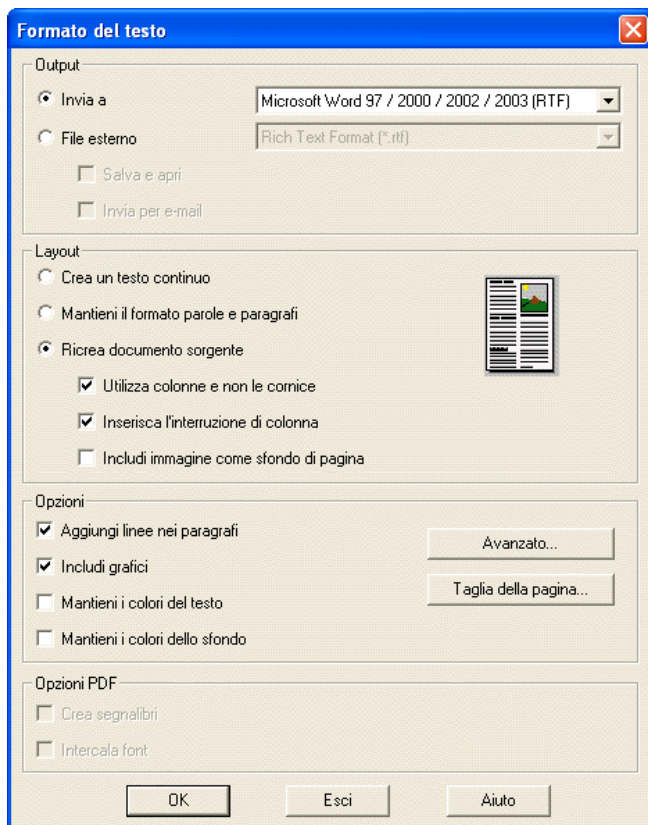 Formato del testo
Output
Invia a
Microsoft Word 97 / 2000 / 2002 / 2003 (RTF)
File esterno
Rich Text Format (*.rtf)
Salva e apri
Invia per e-mail
Layout
Crea un testo continuo
Mantieni il formato parole e paragrafi
Ricrea documento sorgente
Utilizza colonne e non le cornice
Inserisca l'interruzione di colonna
Includi immagine come sfondo di pagina
Opzioni
Aggiungi linee nei paragrafi
Avanzato...
Includi grafici
Taglia della pagina...
Mantieni i colori del testo
Mantieni i colori dello sfondo
Opzioni PDF
Crea segnalibri
Intercala font
OK
Esci
Aiuto